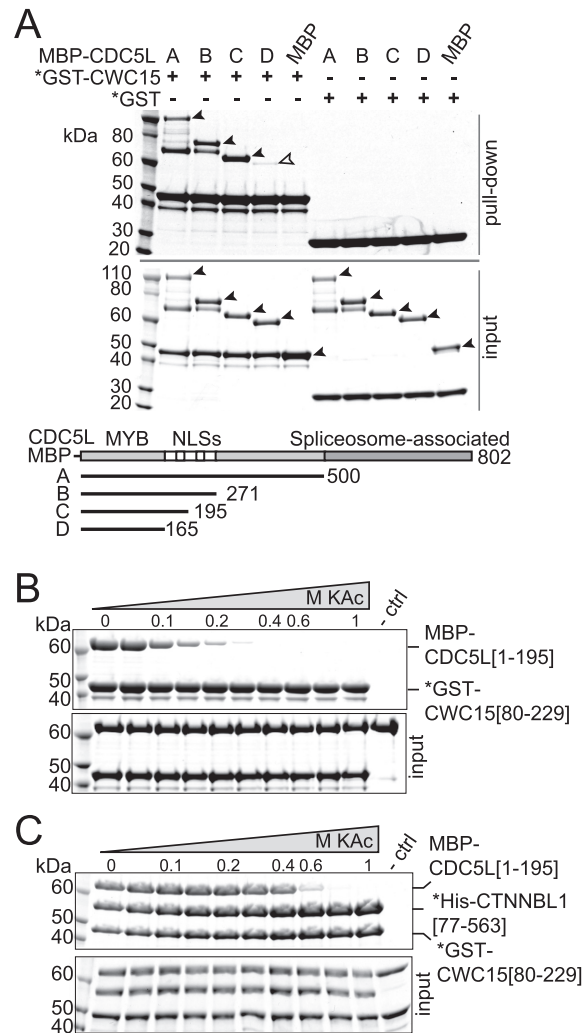 A
MBP-CDC5L A B C D MBP A B C D MBP
*GST-CWC15 + + + + + - - - - -
*GST - - - - - + + + + +
kDa
80
60
50
40
30
20
pull-down
110
80
60
50
40
30
20
input
CDC5L MYB NLSs Spliceosome-associated
MBP- 802
A 500
B 271
C 195
D 165
B
M KAc
kDa 0 0.1 0.2 0.4 0.6 1 - ctrl
60
50
40
MBP-
CDC5L[1-195]
*GST-
CWC15[80-229]
60
50
40
input
C
M KAc
kDa 0 0.1 0.2 0.4 0.6 1 - ctrl
60
50
40
MBP-
CDC5L[1-195]
*His-CTNNBL1
[77-563]
*GST-
CWC15[80-229]
60
50
40
input